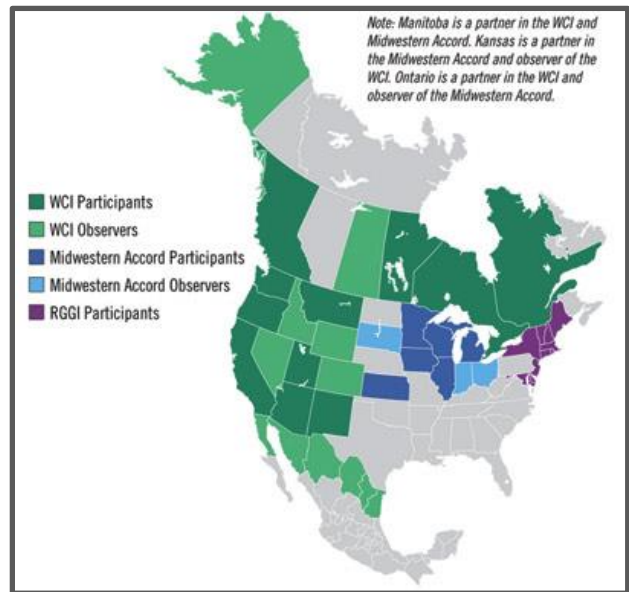 Note: Manitoba is a partner in the WCI and
Midwestern Accord. Kansas is a partner in
the Midwestern Accord and observer of the
WCI. Ontario is a partner in the WCI and
observer of the Midwestern Accord.
WCI Participants
WCI Observers
Midwestern Accord Participants
Midwestern Accord Observers
RGGI Participants